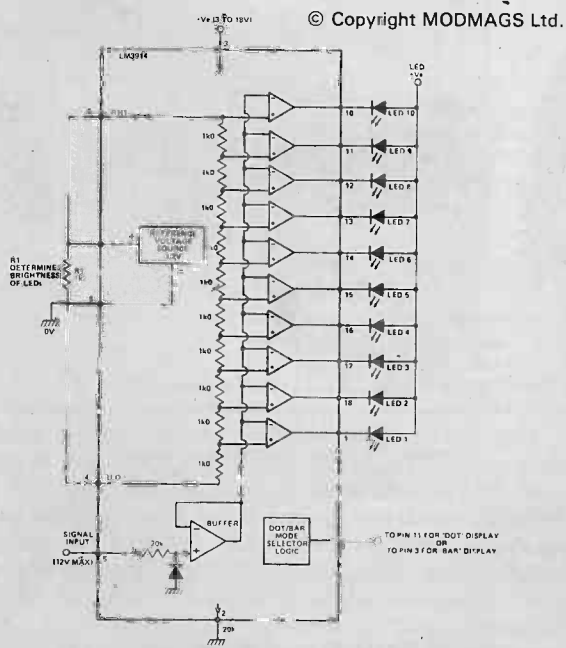 © Copyright MODMAGS Ltd.
+Ve (3 TO 18V)
3
LM3914
LED
+Ve
10
LED 10
11
LED 9
12
LED 8
13
LED 7
14
LED 6
15
LED 5
16
LED 4
17
LED 3
18
LED 2
1
LED 1
1k0
1k0
1k0
1k0
1k0
1k0
1k0
1k0
1k0
REFERENCE
VOLTAGE
SOURCE
R1
DETERMINES
BRIGHTNESS
OF LEDs
0V
4
SIGNAL
INPUT
(12V MAX)
5
20k
BUFFER
DOT/BAR
MODE
SELECTOR
LOGIC
TO PIN 11 FOR 'DOT' DISPLAY
OR
TO PIN 3 FOR 'BAR' DISPLAY
2
20k